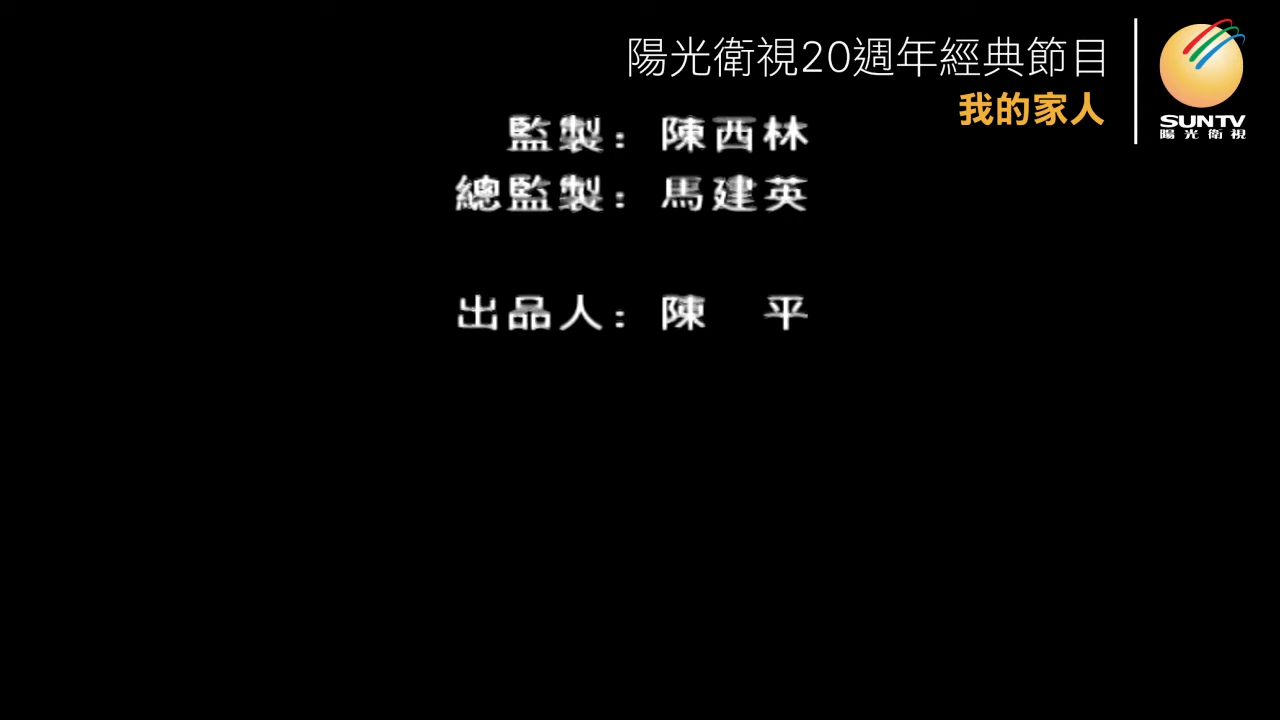 陽光衛視20週年經典節目
我的家人
SUNTV
陽光衛視
監製：陳西林
總監製：馬建英
出品人：陳　平